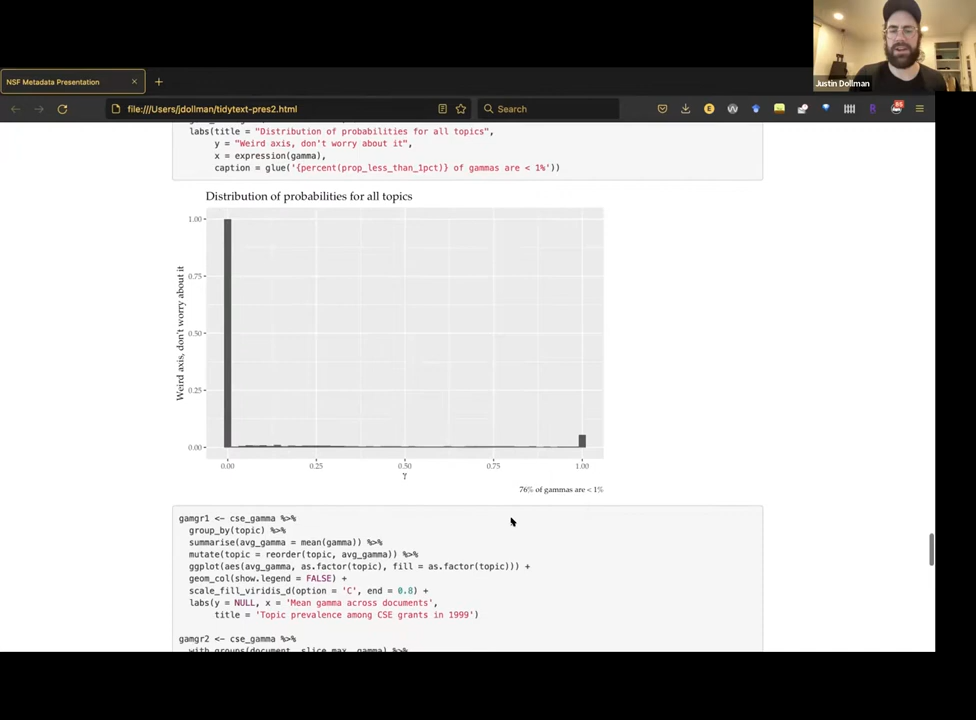 Justin Dollman
NSF Metadata Presentation
file:///Users/jdollman/tidytext-pres2.html
Search
85
labs(title = "Distribution of probabilities for all topics",
y = "Weird axis, don't worry about it",
x = expression(gamma),
caption = glue('{percent(prop_less_than_1pct)} of gammas are < 1%'))
Distribution of probabilities for all topics
Weird axis, don't worry about it
1.00
0.75
0.50
0.25
0.00
0.00 0.25 0.50 0.75 1.00
γ
76% of gammas are < 1%
gamgr1 <- cse_gamma %>%
group_by(topic) %>%
summarise(avg_gamma = mean(gamma)) %>%
mutate(topic = reorder(topic, avg_gamma)) %>%
ggplot(aes(avg_gamma, as.factor(topic), fill = as.factor(topic))) +
geom_col(show.legend = FALSE) +
scale_fill_viridis_d(option = 'C', end = 0.8) +
labs(y = NULL, x = 'Mean gamma across documents',
title = 'Topic prevalence among CSE grants in 1999')
gamgr2 <- cse_gamma %>%
with_groups(document, slice_max, gamma) %>%